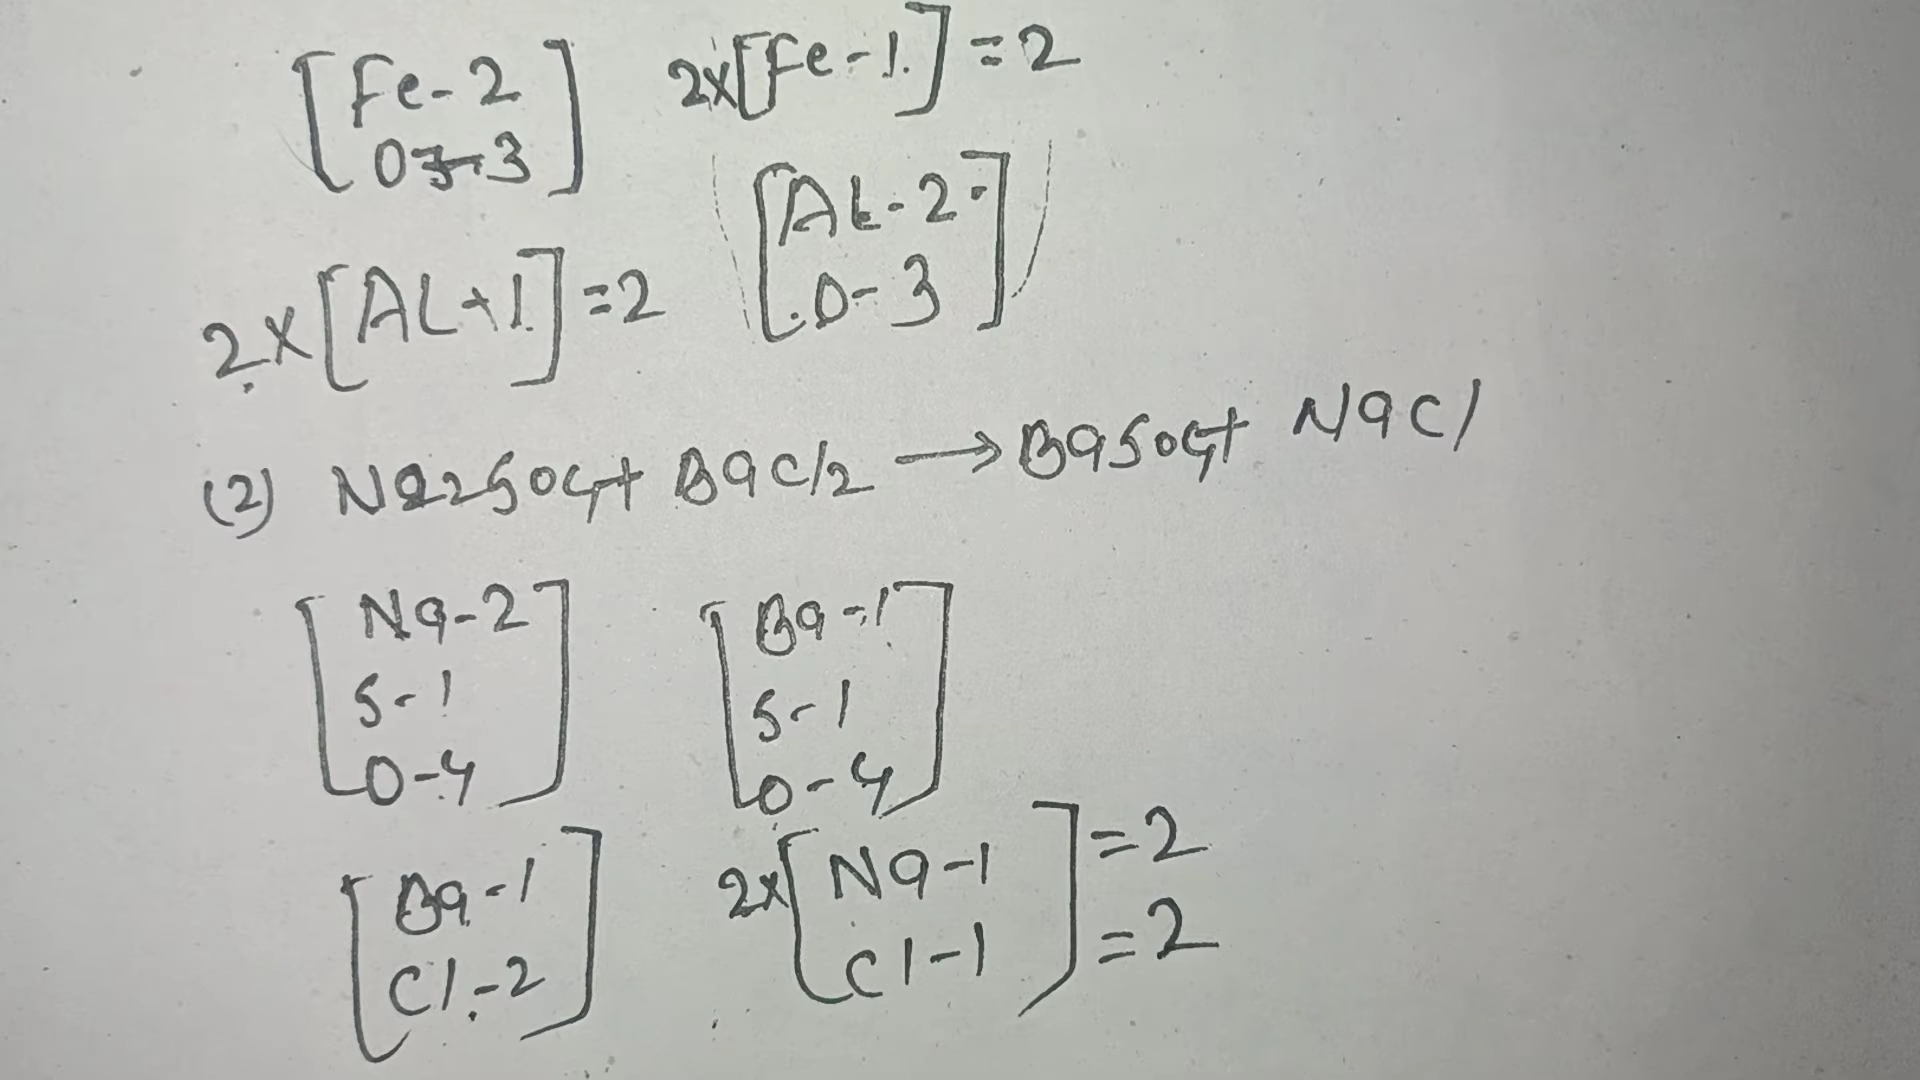 [Fe-2 2x[Fe-1] = 2
O-3]
2x[AL-1] = 2 [AL-2
O-3]
(2) Na2SO4+ BaCl2 → BaSO4+ NaCl
[Na-2 [Ba-1
S-1 S-1
O-4] O-4]
[Ba-1 2x[Na-1 = 2
Cl-2] Cl-1] = 2